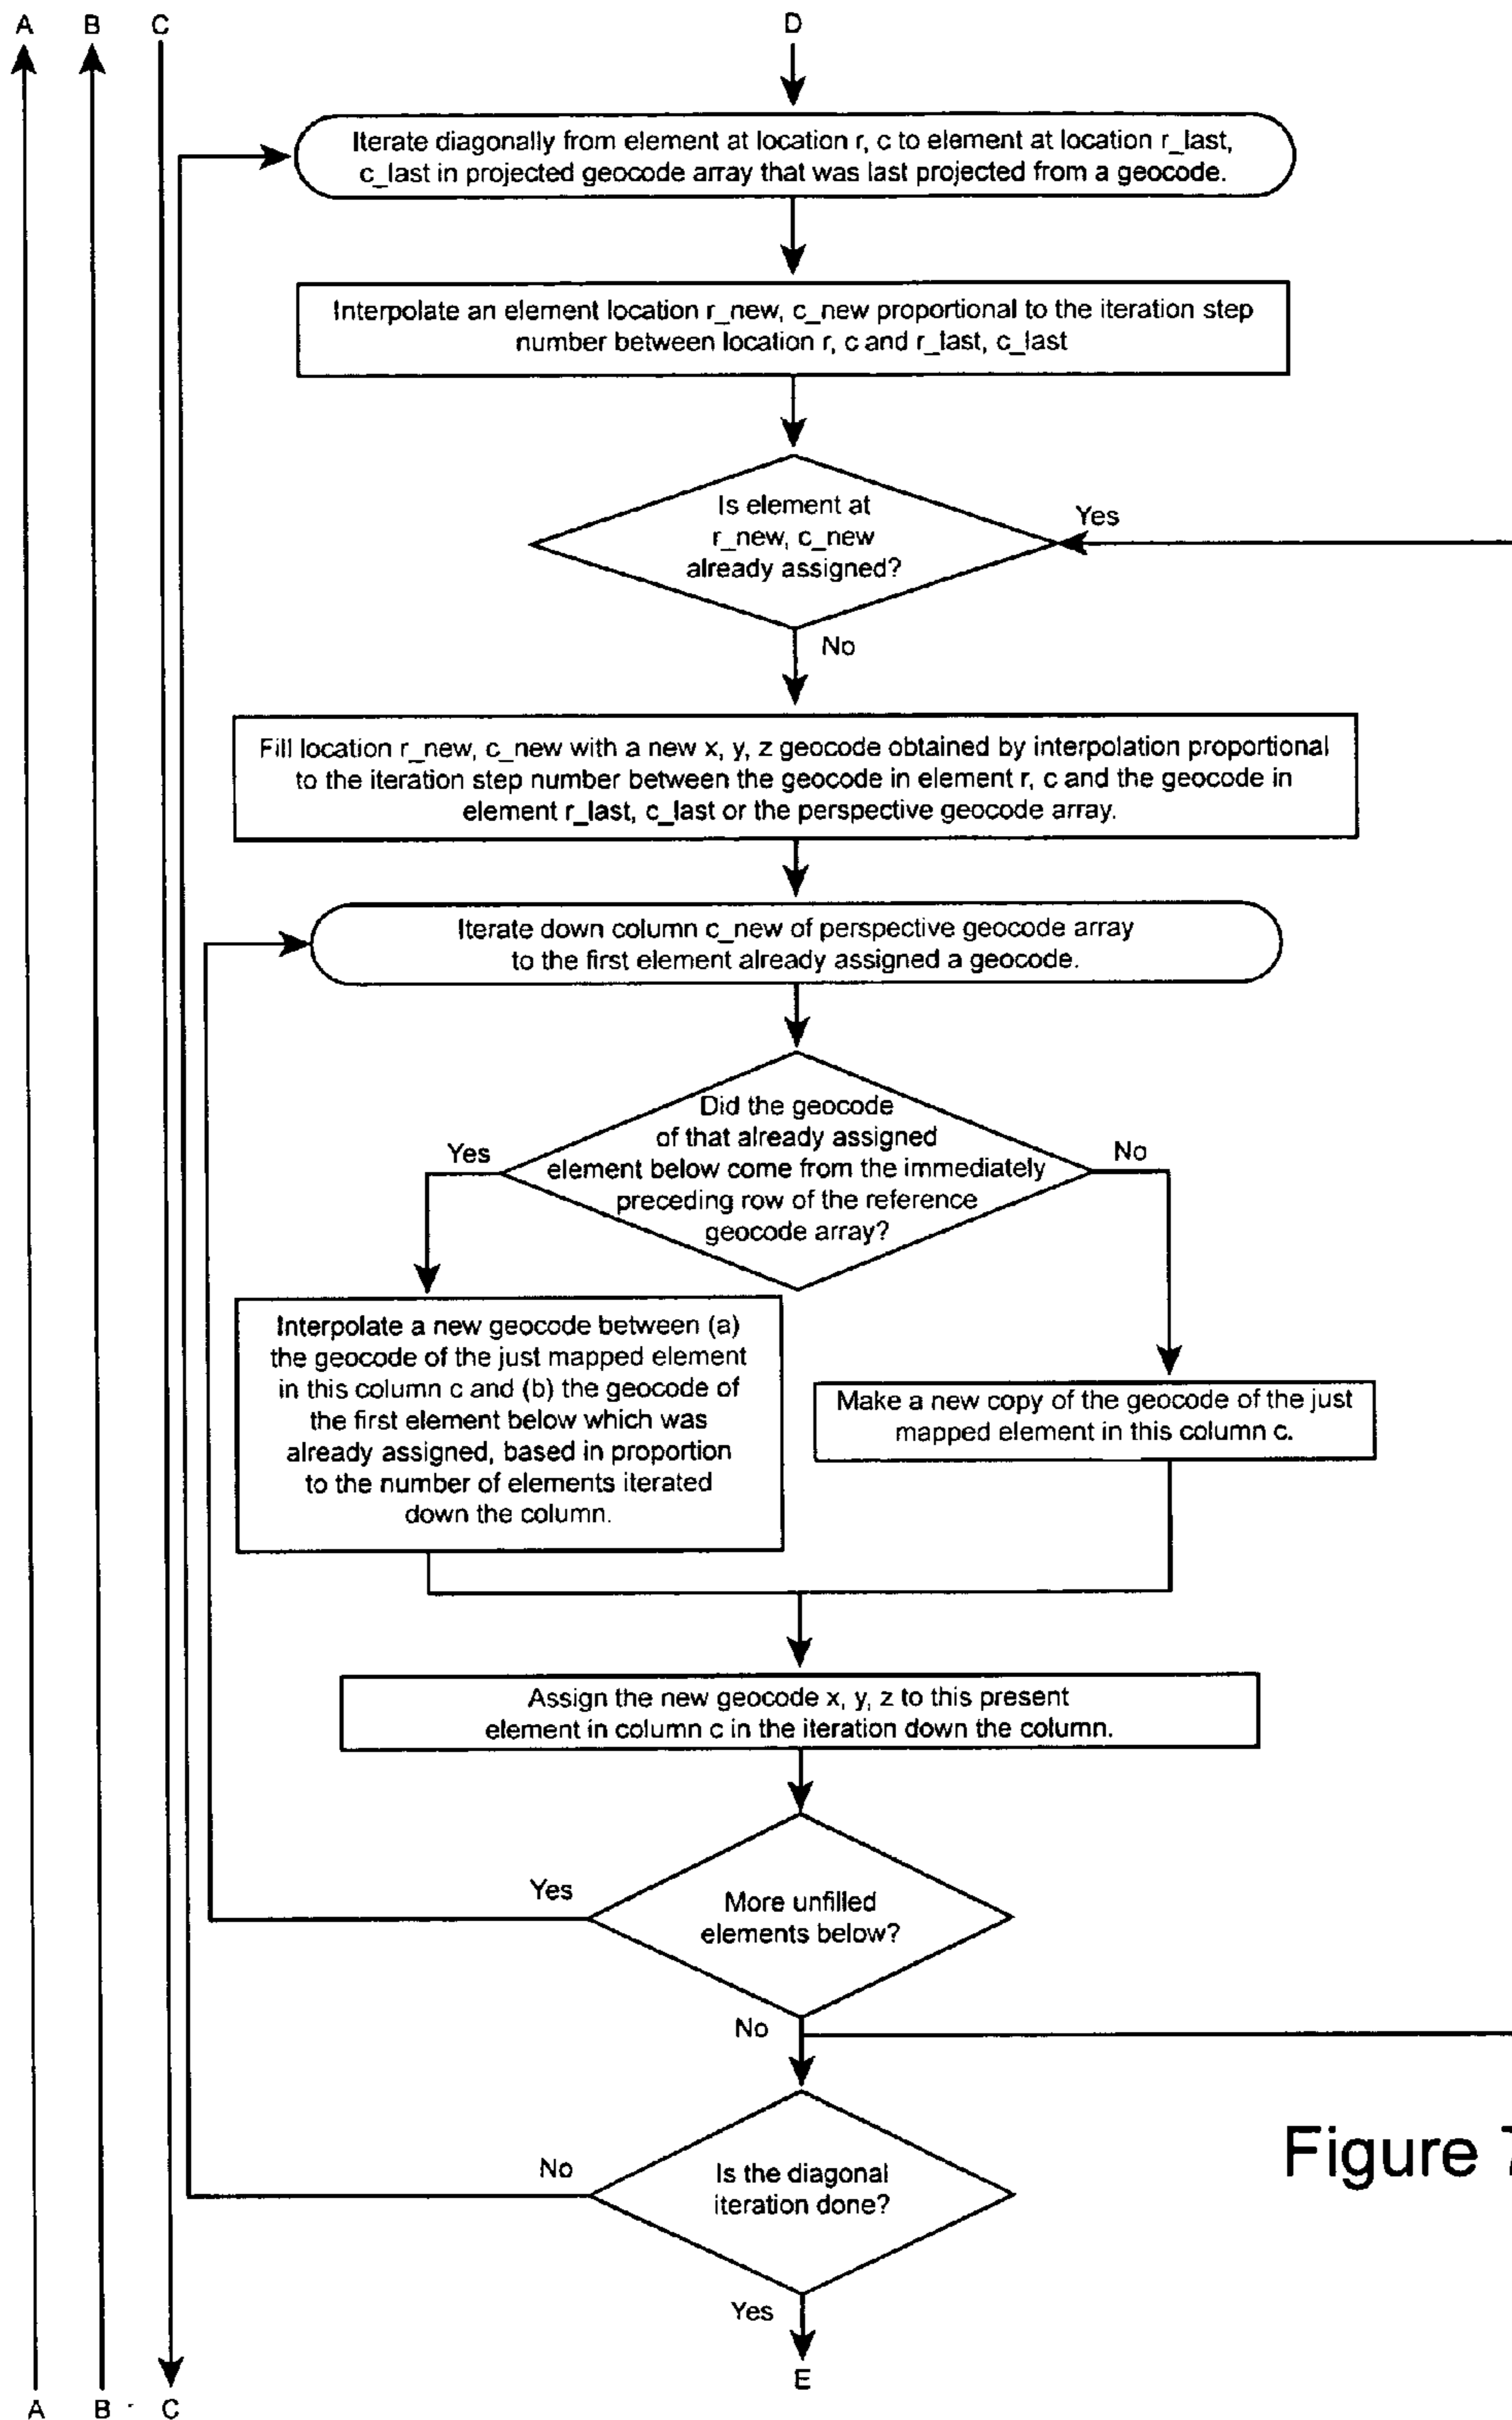 A
B
C
D
Iterate diagonally from element at location r, c to element at location r_last,
c_last in projected geocode array that was last projected from a geocode.
Interpolate an element location r_new, c_new proportional to the iteration step
number between location r, c and r_last, c_last
Is element at
r_new, c_new
already assigned?
Yes
No
Fill location r_new, c_new with a new x, y, z geocode obtained by interpolation proportional
to the iteration step number between the geocode in element r, c and the geocode in
element r_last, c_last or the perspective geocode array.
Iterate down column c_new of perspective geocode array
to the first element already assigned a geocode.
Did the geocode
of that already assigned
element below come from the immediately
preceding row of the reference
geocode array?
Yes
No
Interpolate a new geocode between (a)
the geocode of the just mapped element
in this column c and (b) the geocode of
the first element below which was
already assigned, based in proportion
to the number of elements iterated
down the column.
Make a new copy of the geocode of the just
mapped element in this column c.
Assign the new geocode x, y, z to this present
element in column c in the iteration down the column.
More unfilled
elements below?
Yes
No
Is the diagonal
iteration done?
No
Yes
Figure
E
A
B
C